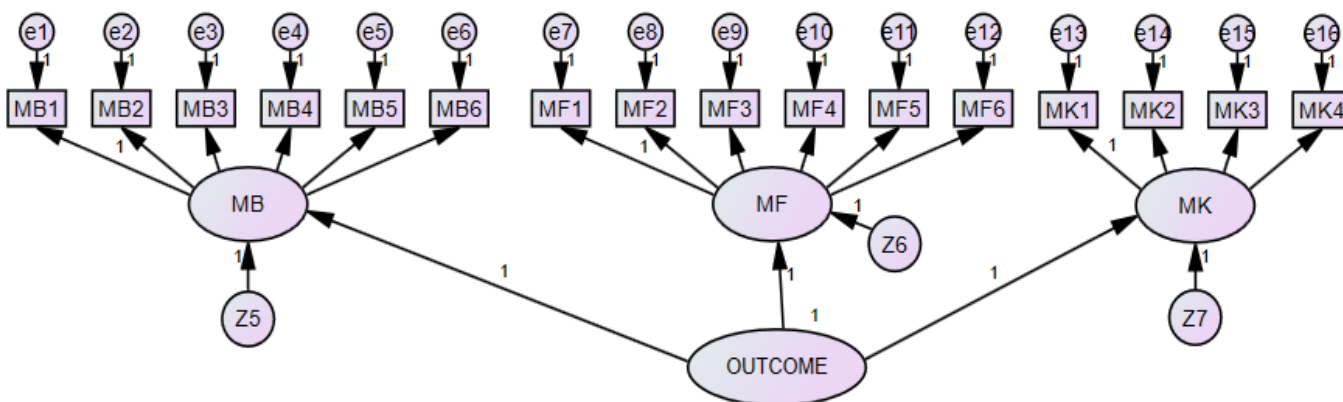 e1 e2 e3 e4 e5 e6 e7 e8 e9 e10 e11 e12 e13 e14 e15 e16
1 1 1 1 1 1 1 1 1 1 1 1 1 1 1 1
MB1 MB2 MB3 MB4 MB5 MB6 MF1 MF2 MF3 MF4 MF5 MF6 MK1 MK2 MK3 MK4
1 1 1
MB MF MK
1 Z6
1 1 1 1 1
Z5 1 Z7
OUTCOME